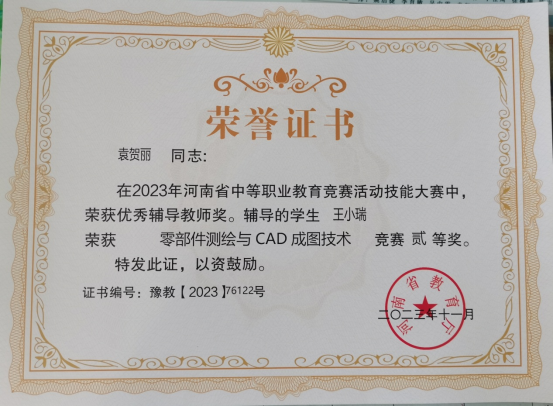 荣誉证书
袁贺丽 同志：
在2023年河南省中等职业教育竞赛活动技能大赛中，
荣获优秀辅导教师奖。辅导的学生 王小瑞
荣获 零部件测绘与CAD成图技术 竞赛 贰 等奖。
特发此证，以资鼓励。
证书编号：豫教【2023】76122号
河南省教育厅
二〇二三年十一月